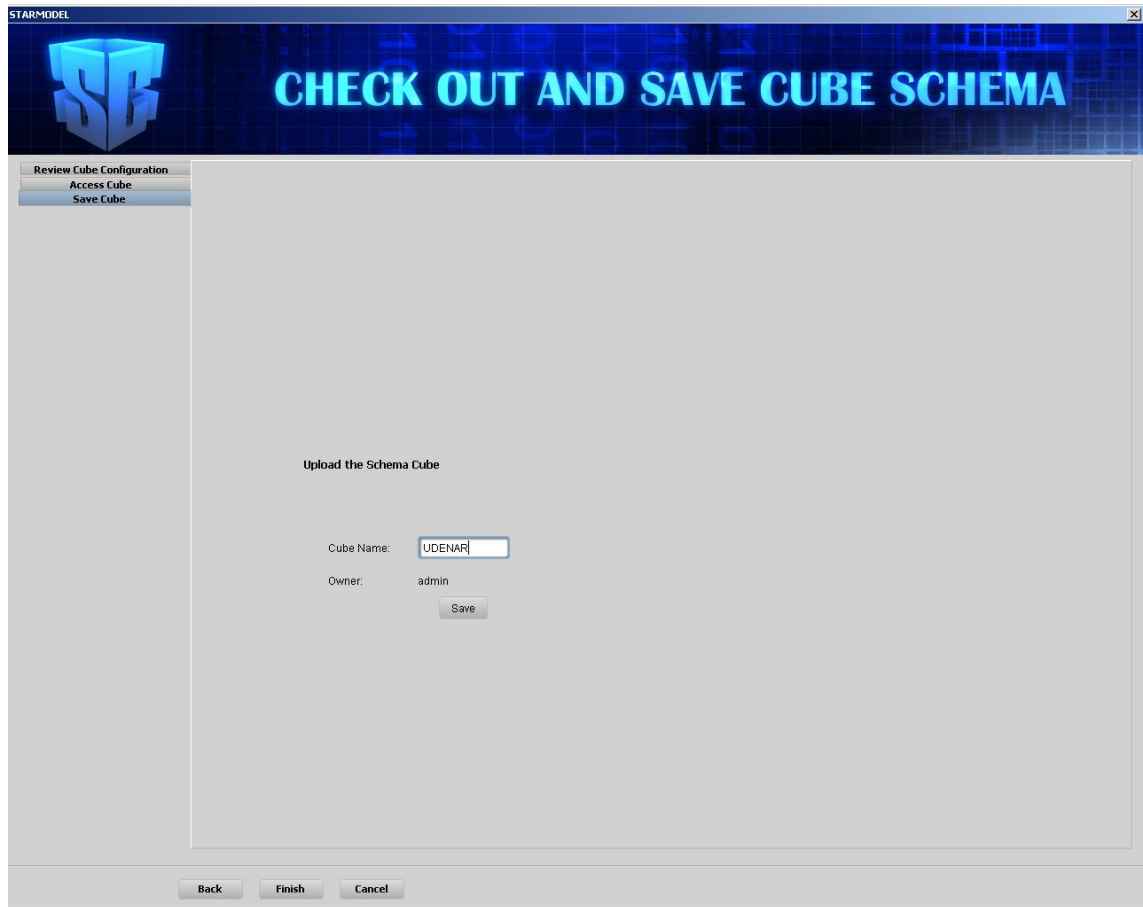 STARMODEL
CHECK OUT AND SAVE CUBE SCHEMA
Review Cube Configuration
Access Cube
Save Cube
Upload the Schema Cube
Cube Name: UDENAR
Owner: admin
Save
Back Finish Cancel